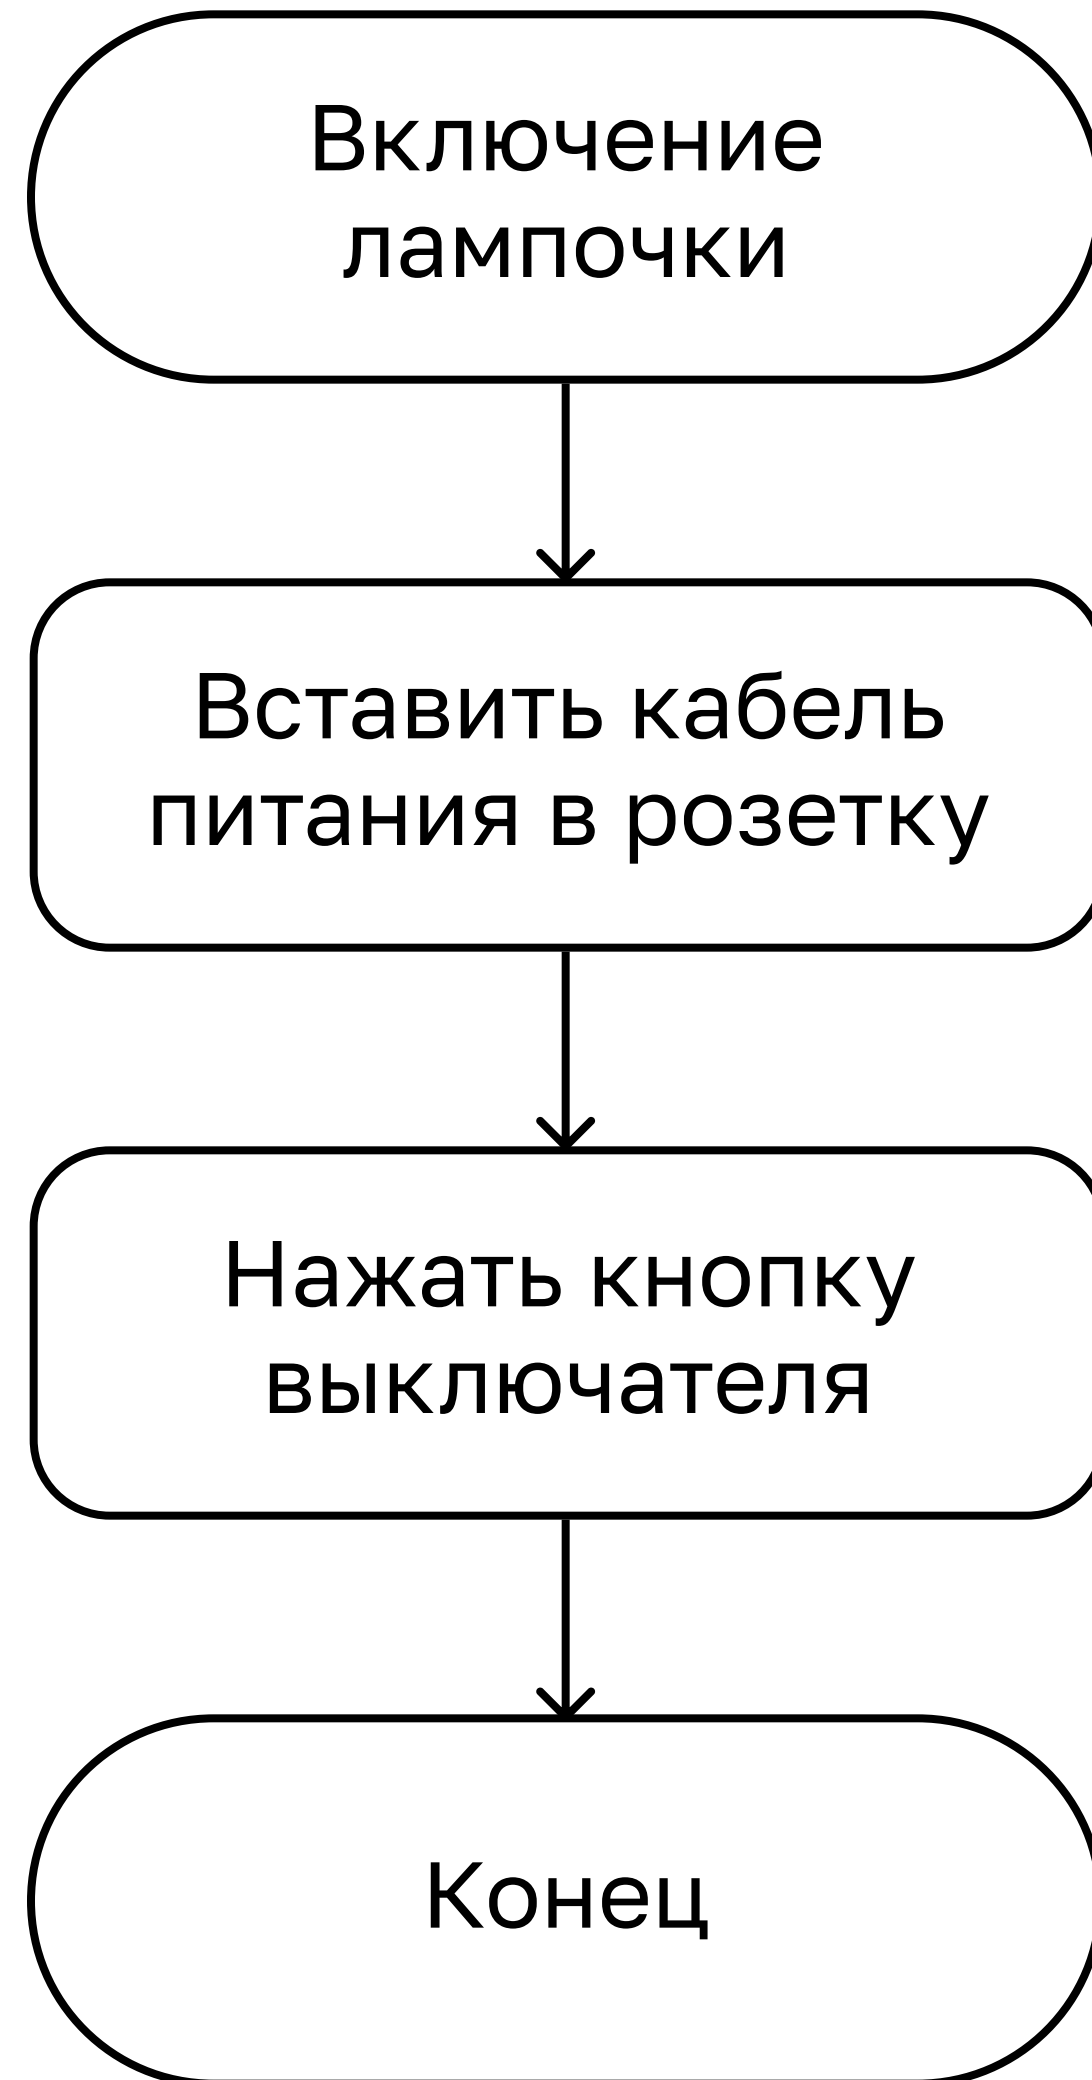 Включение
лампочки
Вставить кабель
питания в розетку
Нажать кнопку
выключателя
Конец